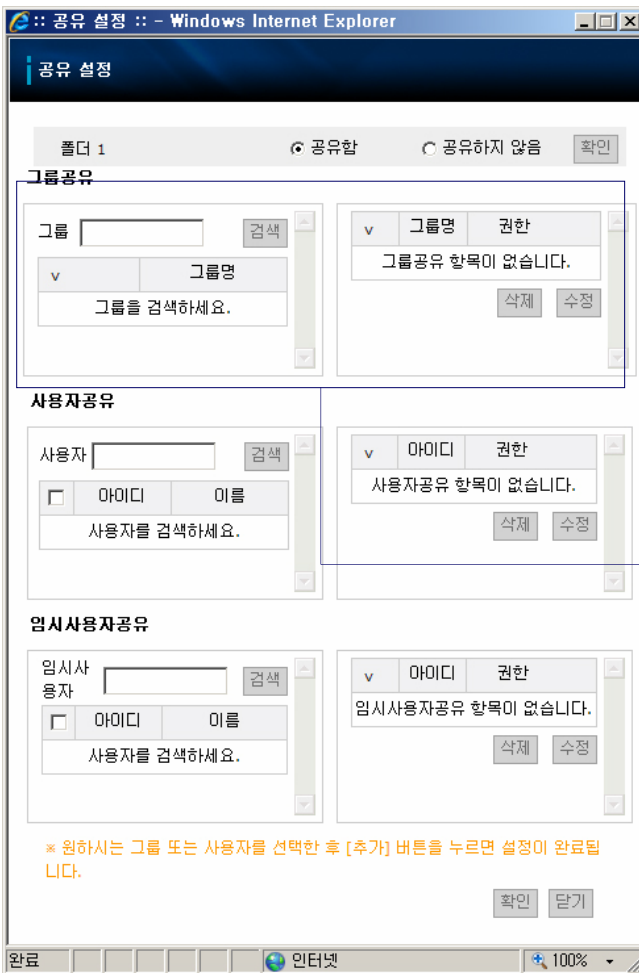 :: 공유 설정 :: - Windows Internet Explorer
공유 설정
폴더 1 공유함 공유하지 않음 확인
그룹공유
그룹 검색
v 그룹명
그룹을 검색하세요.
v 그룹명 권한
그룹공유 항목이 없습니다.
삭제 수정
사용자공유
사용자 검색
아이디 이름
사용자를 검색하세요.
v 아이디 권한
사용자공유 항목이 없습니다.
삭제 수정
임시사용자공유
임시사
용자 검색
아이디 이름
사용자를 검색하세요.
v 아이디 권한
임시사용자공유 항목이 없습니다.
삭제 수정
※ 원하시는 그룹 또는 사용자를 선택한 후 [추가] 버튼을 누르면 설정이 완료됩
니다.
확인 닫기
완료 인터넷 100%